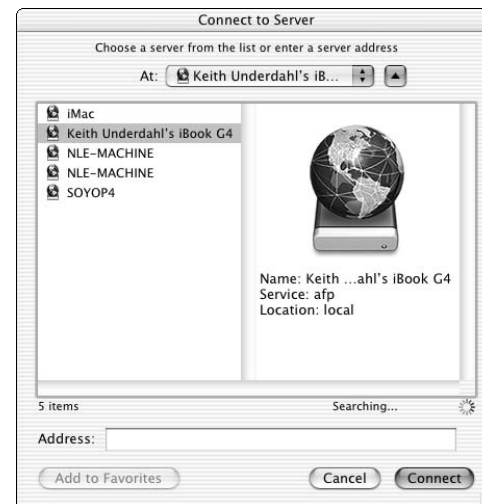 Connect to Server
Choose a server from the list or enter a server address
At: Keith Underdahl's iB...
iMac
Keith Underdahl's iBook G4
NLE-MACHINE
NLE-MACHINE
SOYOP4
Name: Keith ...ahl's iBook G4
Service: afp
Location: local
5 items Searching...
Address:
Add to Favorites Cancel Connect